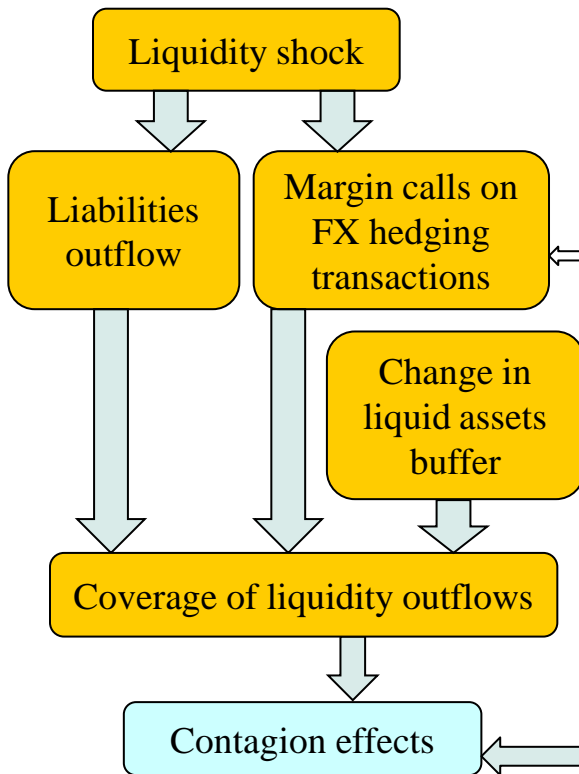 Liquidity shock
Liabilities
outflow
Margin calls on
FX hedging
transactions
Change in
liquid assets
buffer
Coverage of liquidity outflows
Contagion effects